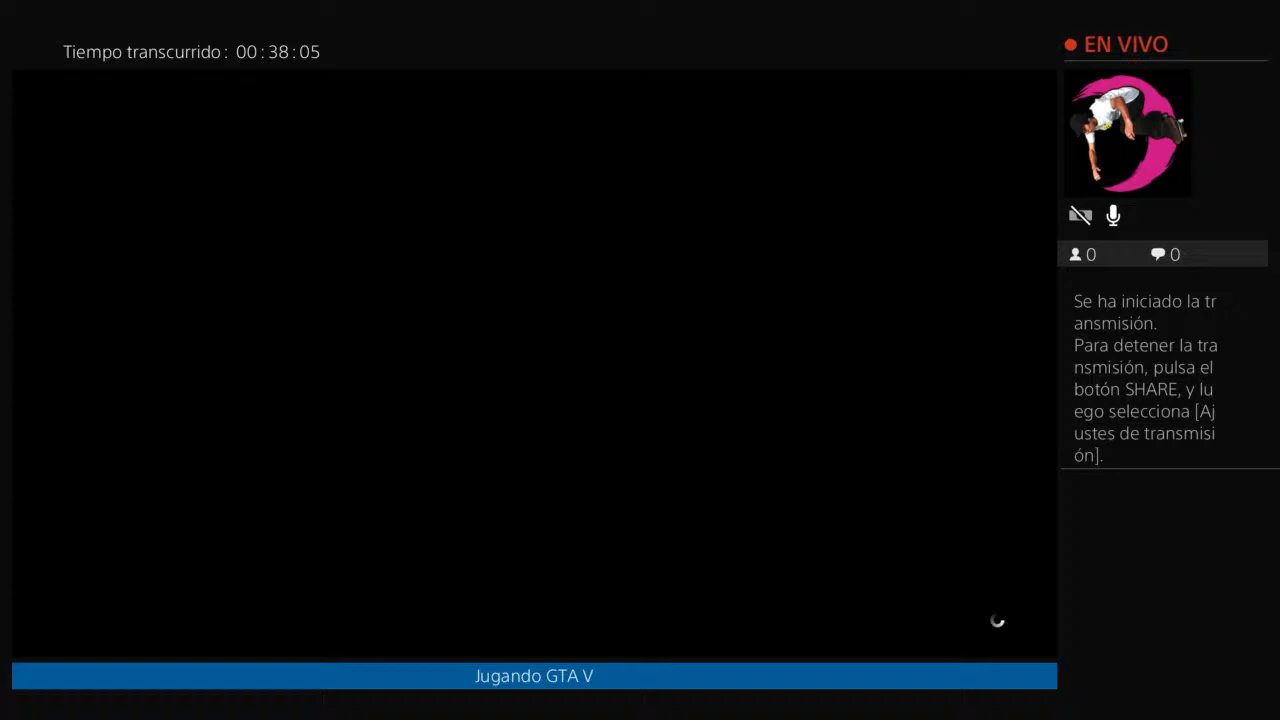 Tiempo transcurrido: 00:38:05
EN VIVO
0 0
Se ha iniciado la tr
ansmisión.
Para detener la tra
nsmisión, pulsa el
botón SHARE, y lu
ego selecciona [Aj
ustes de transmisi
ón].
Jugando GTA V